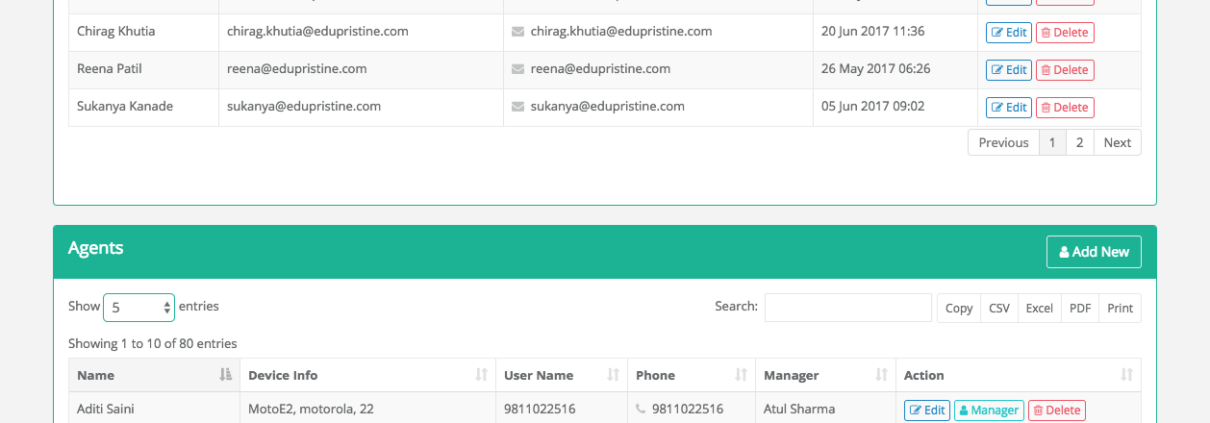 Chirag Khutia chirag.khutia@edupristine.com chirag.khutia@edupristine.com 20 Jun 2017 11:36 Edit Delete
Reena Patil reena@edupristine.com reena@edupristine.com 26 May 2017 06:26 Edit Delete
Sukanya Kanade sukanya@edupristine.com sukanya@edupristine.com 05 Jun 2017 09:02 Edit Delete
Previous 1 2 Next
Agents Add New
Show 5 entries Search: Copy CSV Excel PDF Print
Showing 1 to 10 of 80 entries
Name Device Info User Name Phone Manager Action
Aditi Saini MotoE2, motorola, 22 9811022516 9811022516 Atul Sharma Edit Manager Delete